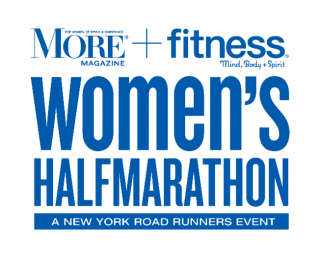 FOR WOMEN OF STYLE & SUBSTANCE
MORE® + fitness®
MAGAZINE
Mind, Body + Spirit
women's
HALFMARATHON
A NEW YORK ROAD RUNNERS EVENT